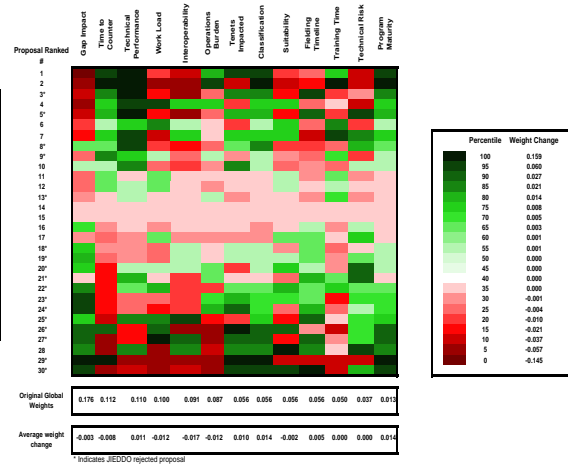 Proposal Ranked
#
Gap Impact
Time to
Counter
Technical
Performance
Work Load
Interoperability
Operations
Burden
Tenets
Impacted
Classification
Suitability
Fielding
Timeline
Training Time
Technical Risk
Program
Maturity
1
2
3*
4
5*
6
7
8*
9*
10
11
12
13*
14
15
16
17
18*
19*
20*
21*
22*
23*
24*
25*
26*
27*
28
29*
30*
Original Global
Weights
0.176 0.112 0.110 0.100 0.091 0.087 0.056 0.056 0.056 0.056 0.050 0.037 0.013
Average weight
change
-0.003 -0.008 0.011 -0.012 -0.017 -0.012 0.010 0.014 -0.002 0.005 0.000 0.000 0.014
* Indicates JIEDDO rejected proposal
Percentile Weight Change
100 0.159
95 0.060
90 0.027
85 0.021
80 0.014
75 0.008
70 0.005
65 0.003
60 0.001
55 0.001
50 0.000
45 0.000
40 0.000
35 0.000
30 -0.001
25 -0.004
20 -0.010
15 -0.021
10 -0.037
5 -0.057
0 -0.145